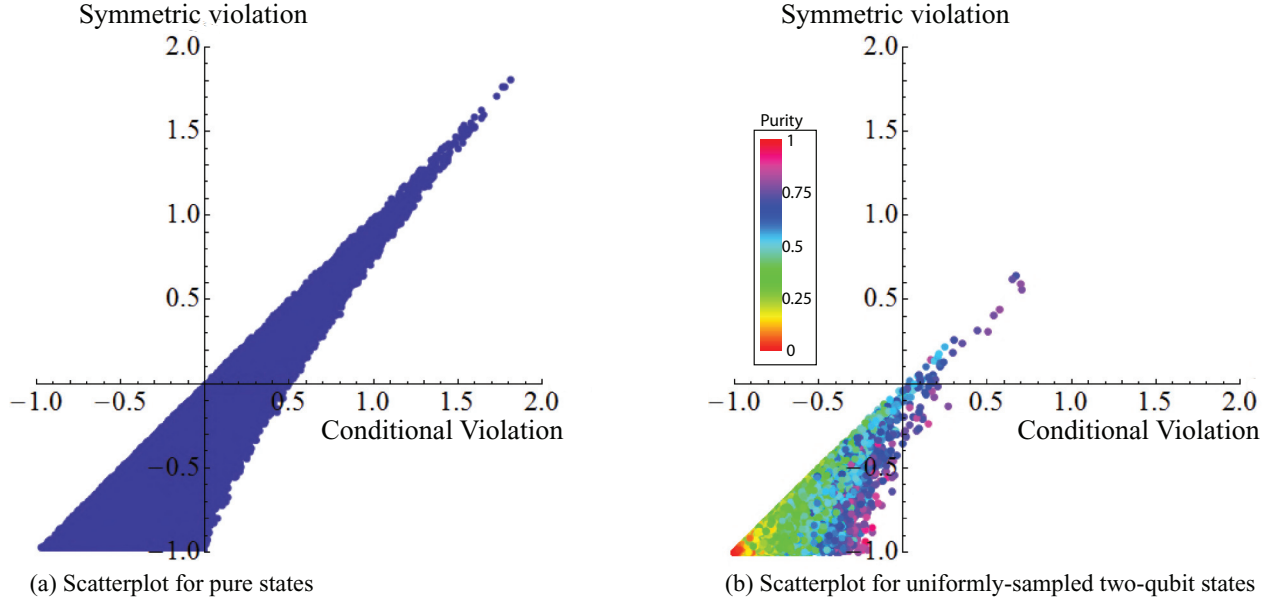 Symmetric violation
2.0
1.5
1.0
0.5
−1.0 −0.5 0.5 1.0 1.5 2.0
Conditional Violation
−0.5
−1.0
(a) Scatterplot for pure states
Symmetric violation
2.0
1.5
1.0
0.5
Purity
1
0.75
0.5
0.25
0
−1.0 −0.5 0.5 1.0 1.5 2.0
Conditional Violation
−0.5
−1.0
(b) Scatterplot for uniformly-sampled two-qubit states